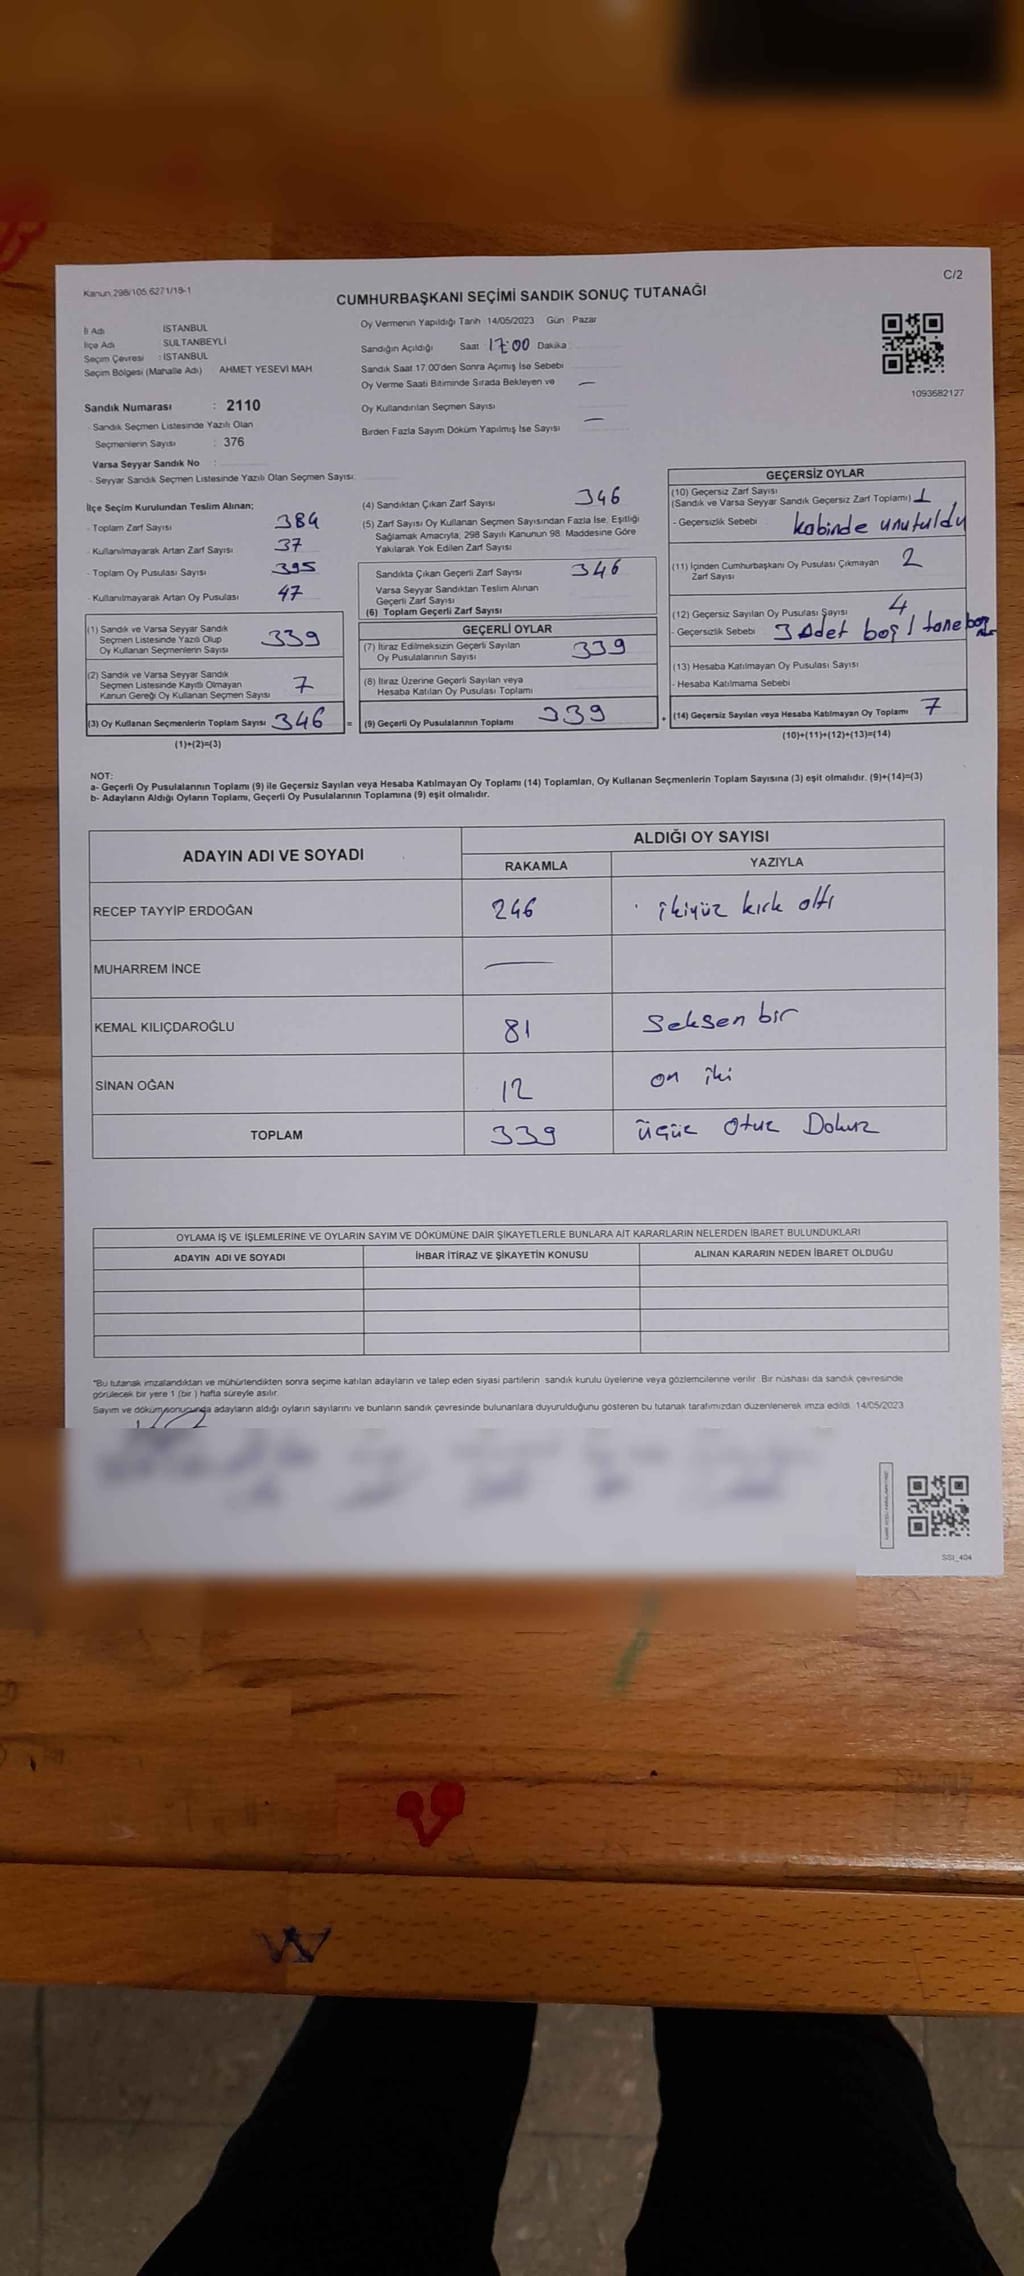 Kanun 298/105,6271/18-1
C/2
CUMHURBAŞKANI SEÇİMİ SANDIK SONUÇ TUTANAĞI
İl Adı İSTANBUL
İlçe Adı SULTANBEYLİ
Seçim Çevresi : İSTANBUL
Seçim Bölgesi (Mahalle Adı) AHMET YESEVİ MAH
Sandık Numarası : 2110
- Sandık Seçmen Listesinde Yazılı Olan
Seçmenlerin Sayısı : 376
Varsa Seyyar Sandık No :
- Seyyar Sandık Seçmen Listesinde Yazılı Olan Seçmen Sayısı:
Oy Vermenin Yapıldığı Tarih 14/05/2023 Gün Pazar
Sandığın Açıldığı Saat 17:00 Dakika
Sandık Saat 17.00'den Sonra Açımış İse Sebebi
Oy Verme Saati Bitiminde Sırada Bekleyen ve —
Oy Kullandırılan Seçmen Sayısı
Birden Fazla Sayım Döküm Yapılmış İse Sayısı —
1093682127
İlçe Seçim Kurulundan Teslim Alınan;
- Toplam Zarf Sayısı 384
- Kullanılmayarak Artan Zarf Sayısı 37
- Toplam Oy Pusulası Sayısı 395
- Kullanılmayarak Artan Oy Pusulası 47
(1) Sandık ve Varsa Seyyar Sandık
Seçmen Listesinde Yazılı Olup
Oy Kullanan Seçmenlerin Sayısı 339
(2) Sandık ve Varsa Seyyar Sandık
Seçmen Listesinde Kayıtlı Olmayan
Kanun Gereği Oy Kullanan Seçmen Sayısı 7
(3) Oy Kullanan Seçmenlerin Toplam Sayısı 346 =
(1)+(2)=(3)
(4) Sandıktan Çıkan Zarf Sayısı 346
(5) Zarf Sayısı Oy Kullanan Seçmen Sayısından Fazla İse, Eşitliği
Sağlamak Amacıyla, 298 Sayılı Kanunun 98. Maddesine Göre
Yakılarak Yok Edilen Zarf Sayısı
Sandıkta Çıkan Geçerli Zarf Sayısı 346
Varsa Seyyar Sandıktan Teslim Alınan
Geçerli Zarf Sayısı
(6) Toplam Geçerli Zarf Sayısı
GEÇERLİ OYLAR
(7) İtiraz Edilmeksizin Geçerli Sayılan
Oy Pusulalarının Sayısı 339
(8) İtiraz Üzerine Geçerli Sayılan veya
Hesaba Katılan Oy Pusulası Toplamı
(9) Geçerli Oy Pusulalarının Toplamı 339 +
GEÇERSİZ OYLAR
(10) Geçersiz Zarf Sayısı
(Sandık ve Varsa Seyyar Sandık Geçersiz Zarf Toplamı) 1
- Geçersizlik Sebebi kabinde unutuldu
(11) İçinden Cumhurbaşkanı Oy Pusulası Çıkmayan 2
Zarf Sayısı
(12) Geçersiz Sayılan Oy Pusulası Sayısı 4
- Geçersizlik Sebebi 3 Adet boş 1 tane
(13) Hesaba Katılmayan Oy Pusulası Sayısı
- Hesaba Katılmama Sebebi
(14) Geçersiz Sayılan veya Hesaba Katılmayan Oy Toplamı 7
(10)+(11)+(12)+(13)=(14)
NOT:
a- Geçerli Oy Pusulalarının Toplamı (9) ile Geçersiz Sayılan veya Hesaba Katılmayan Oy Toplamı (14) Toplamları, Oy Kullanan Seçmenlerin Toplam Sayısına (3) eşit olmalıdır. (9)+(14)=(3)
b- Adayların Aldığı Oyların Toplamı, Geçerli Oy Pusulalarının Toplamına (9) eşit olmalıdır.
ADAYIN ADI VE SOYADI ALDIĞI OY SAYISI
RAKAMLA YAZIYLA
RECEP TAYYİP ERDOĞAN 246 ikiyüz kırk altı
MUHARREM İNCE —
KEMAL KILIÇDAROĞLU 81 Seksen bir
SİNAN OĞAN 12 on iki
TOPLAM 339 üçüz Otuz Dokuz
OYLAMA İŞ VE İŞLEMLERİNE VE OYLARIN SAYIM VE DÖKÜMÜNE DAİR ŞİKAYETLERLE BUNLARA AİT KARARLARIN NELERDEN İBARET BULUNDUKLARI
ADAYIN ADI VE SOYADI İHBAR İTİRAZ VE ŞİKAYETİN KONUSU ALINAN KARARIN NEDEN İBARET OLDUĞU
"Bu tutanak imzalandıktan ve mühürlendikten sonra seçime katılan adayların ve talep eden siyasi partilerin sandık kurulu üyelerine veya gözlemcilerine verilir. Bir nüshası da sandık çevresinde
görülecek bir yere 1 (bir ) hafta süreyle asılır.
Sayım ve döküm sonucunda adayların aldığı oyların sayılarını ve bunların sandık çevresinde bulunanlara duyurulduğunu gösteren bu tutanak tarafımızdan düzenlenerek imza edildi. 14/05/2023
SSI_404
W